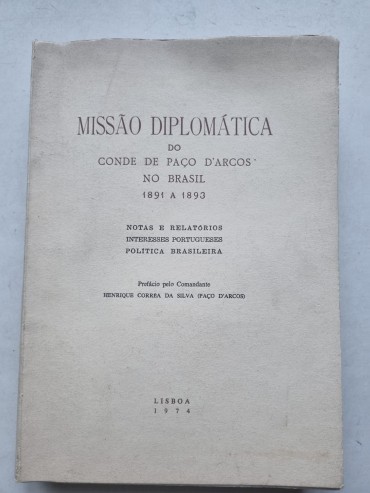 MISSÃO DIPLOMÁTICA
DO
CONDE DE PAÇO D'ARCOS
NO BRASIL
1891 A 1893
NOTAS E RELATÓRIOS
INTERESSES PORTUGUESES
POLÍTICA BRASILEIRA
Prefácio pelo Comandante
HENRIQUE CORREA DA SILVA (PAÇO D'ARCOS)
LISBOA
1974